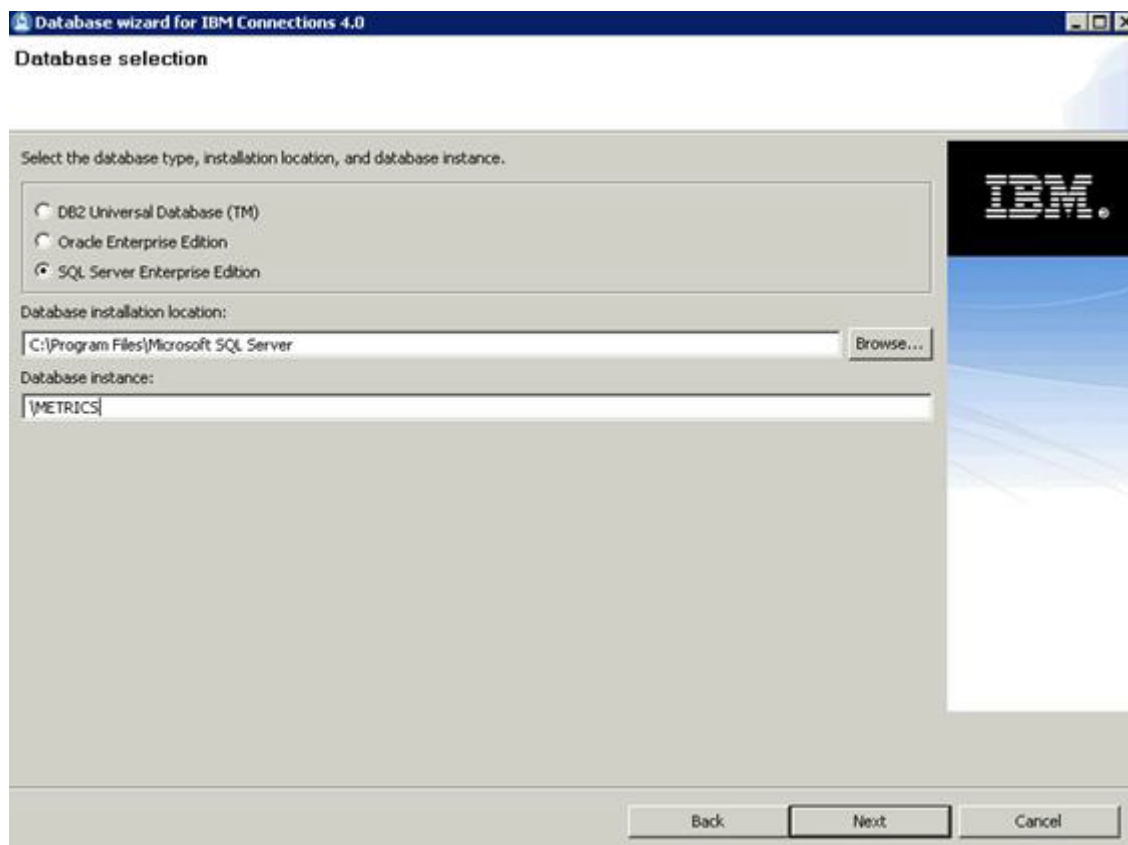 Database wizard for IBM Connections 4.0
Database selection
Select the database type, installation location, and database instance.
IBM.
DB2 Universal Database (TM)
Oracle Enterprise Edition
SQL Server Enterprise Edition
Database installation location:
C:\Program Files\Microsoft SQL Server
Browse...
Database instance:
\METRICS
Back
Next
Cancel